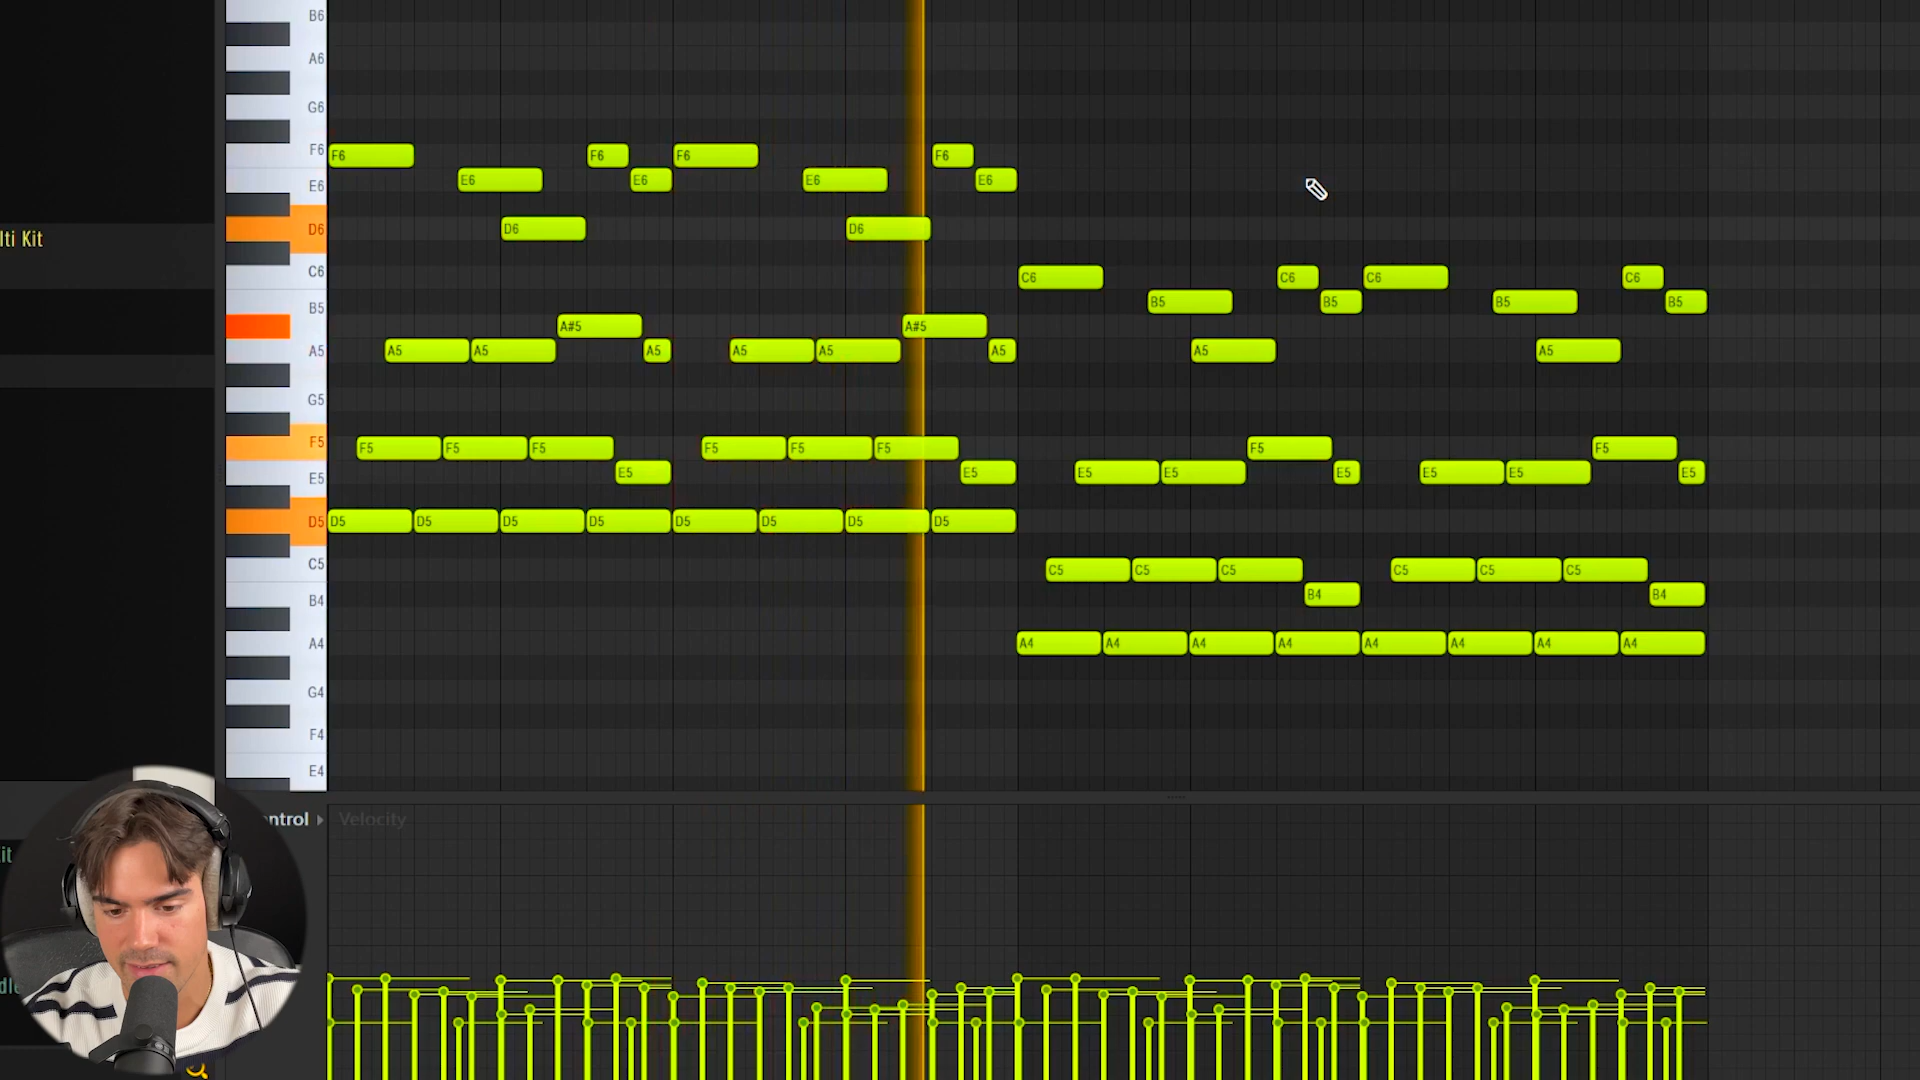 B6
A6
G6
F6
F6 F6 F6 F6
E6
E6 E6 E6 E6
D6
D6 D6
lti Kit
C6
C6 C6 C6 C6
B5
B5 B5 B5 B5
A#5 A#5
A5
A5 A5 A5 A5 A5 A5 A5 A5
G5
F5
F5 F5 F5 F5 F5 F5 F5 F5
E5
E5 E5 E5 E5 E5 E5 E5 E5
D5
D5 D5 D5 D5 D5 D5 D5 D5
C5
C5 C5 C5 C5 C5 C5
B4
B4 B4
A4
A4 A4 A4 A4 A4 A4 A4 A4
G4
F4
E4
ntrol Velocity
it
dle